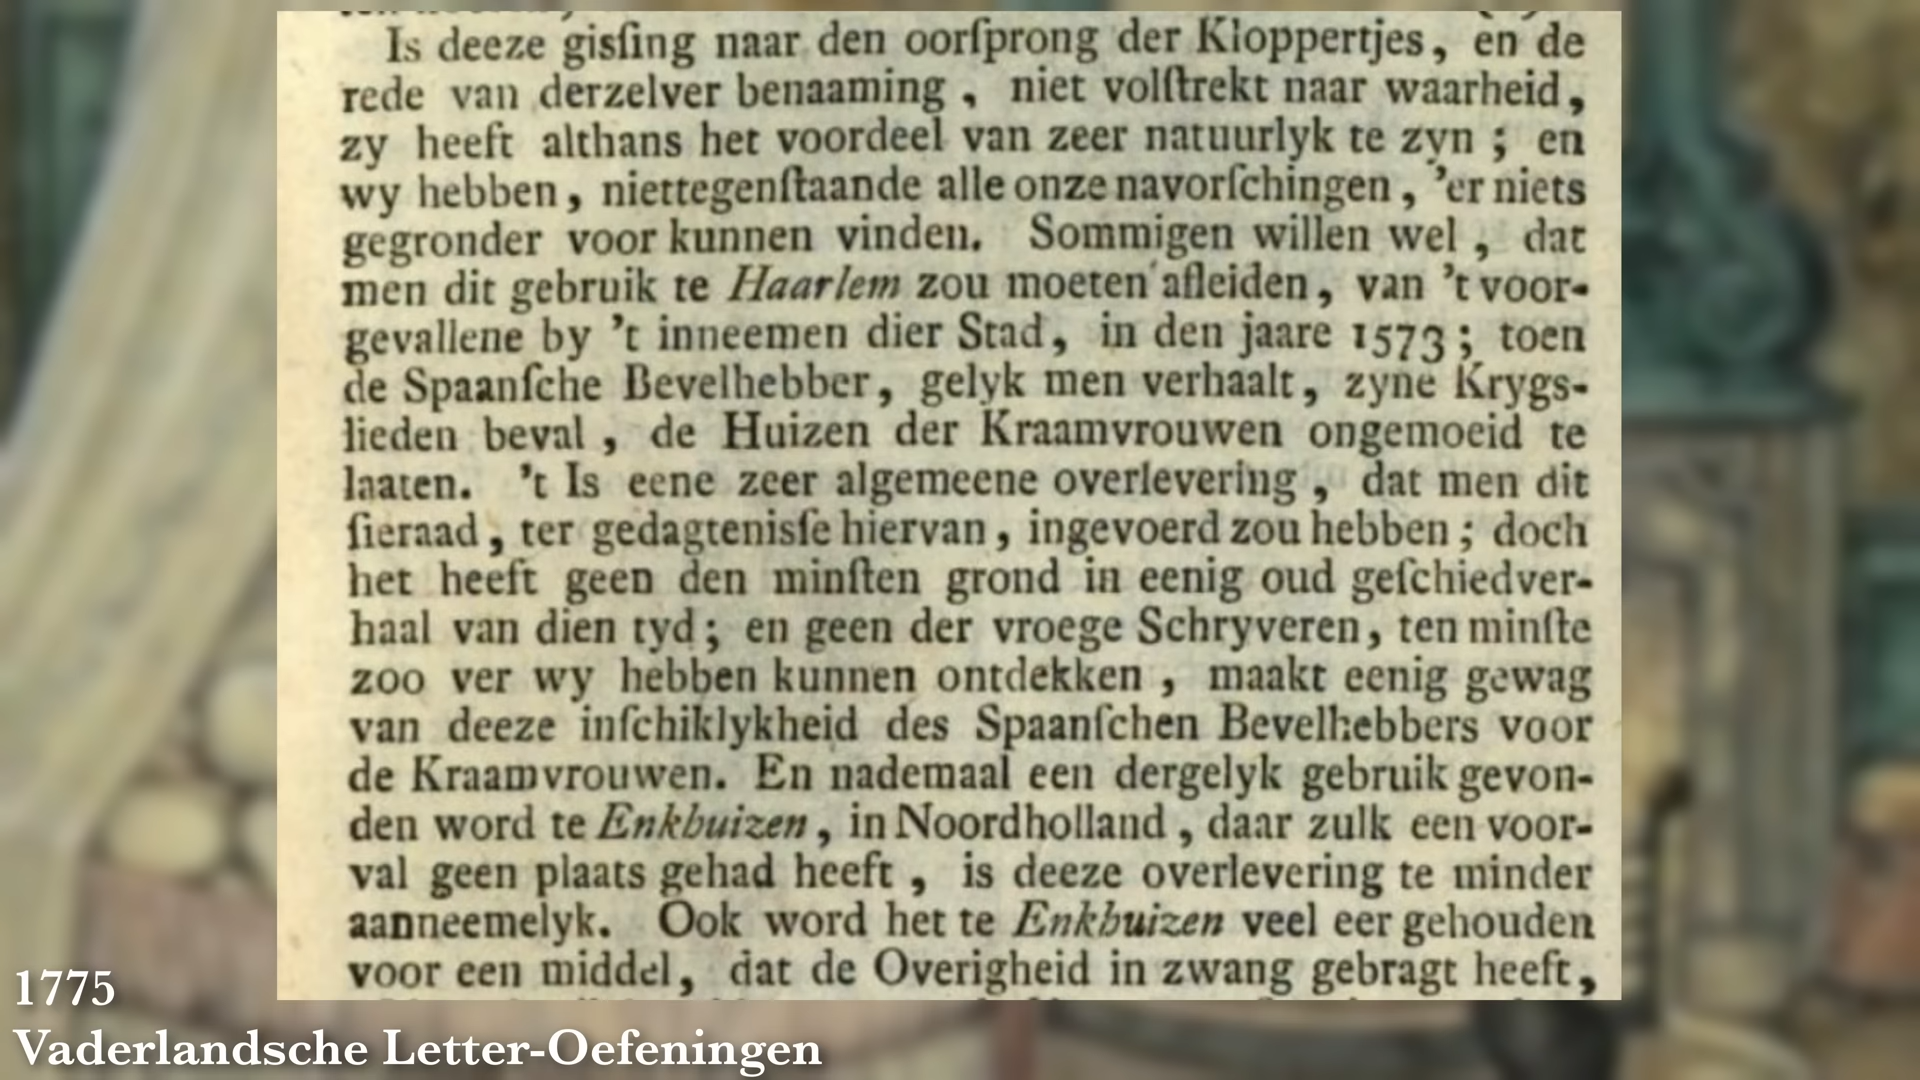 Is deeze gisſing naar den oorſprong der Kloppertjes, en de
rede van derzelver benaaming, niet volſtrekt naar waarheid,
zy heeft althans het voordeel van zeer natuurlyk te zyn; en
wy hebben, niettegenſtaande alle onze navorſchingen, 'er niets
gegronder voor kunnen vinden. Sommigen willen wel, dat
men dit gebruik te Haarlem zou moeten afleiden, van 't voor-
gevallene by 't inneemen dier Stad, in den jaare 1573; toen
de Spaanſche Bevelhebber, gelyk men verhaalt, zyne Krygs-
lieden beval, de Huizen der Kraamvrouwen ongemoeid te
laaten. 't Is eene zeer algemeene overlevering, dat men dit
ſieraad, ter gedagtenisſe hiervan, ingevoerd zou hebben; doch
het heeft geen den minſten grond in eenig oud geſchiedver-
haal van dien tyd; en geen der vroege Schryveren, ten minſte
zoo ver wy hebben kunnen ontdekken, maakt eenig gewag
van deeze inſchiklykheid des Spaanſchen Bevelhebbers voor
de Kraamvrouwen. En nademaal een dergelyk gebruik gevon-
den word te Enkhuizen, in Noordholland, daar zulk een voor-
val geen plaats gehad heeft, is deeze overlevering te minder
aanneemelyk. Ook word het te Enkhuizen veel eer gehouden
voor een middel, dat de Overigheid in zwang gebragt heeft,
1775
Vaderlandsche Letter-Oefeningen